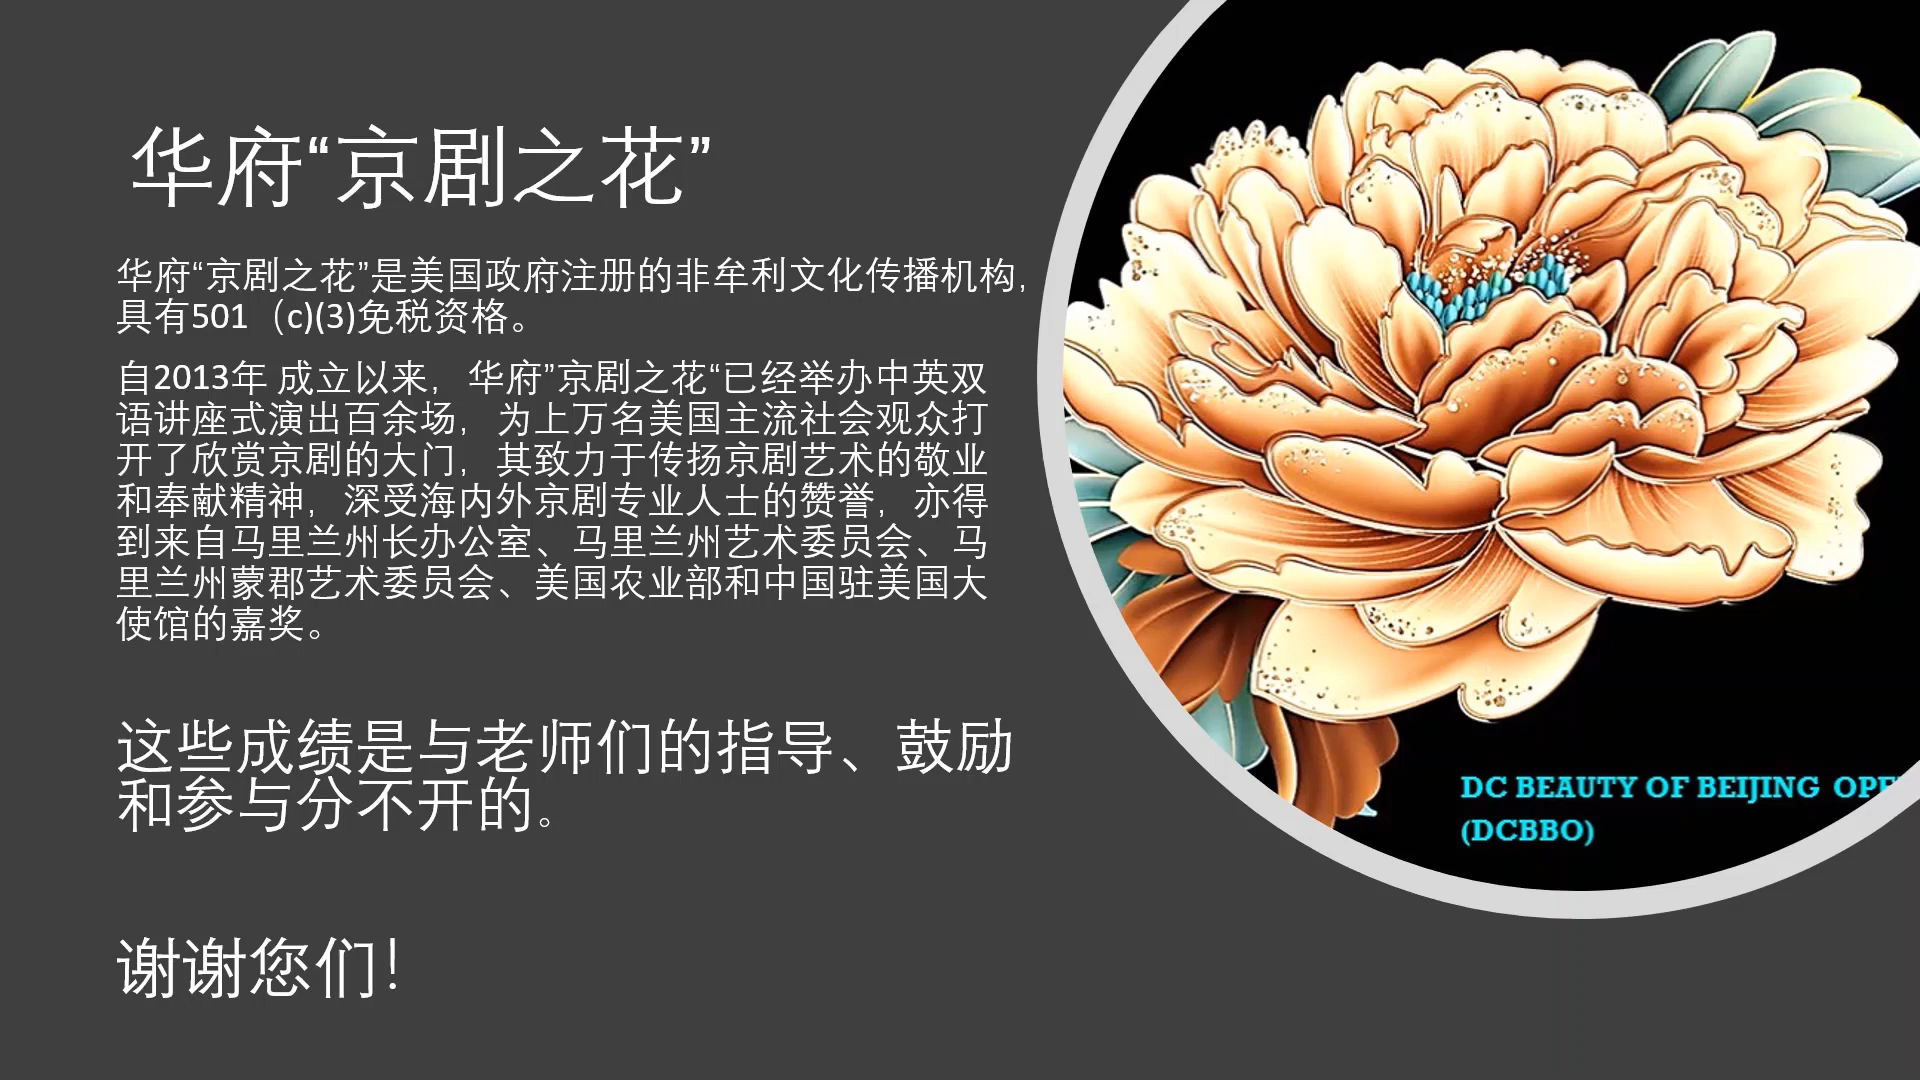 华府“京剧之花”
华府“京剧之花”是美国政府注册的非牟利文化传播机构，
具有501（c)(3)免税资格。
自2013年 成立以来，华府”京剧之花“已经举办中英双
语讲座式演出百余场，为上万名美国主流社会观众打
开了欣赏京剧的大门，其致力于传扬京剧艺术的敬业
和奉献精神，深受海内外京剧专业人士的赞誉，亦得
到来自马里兰州长办公室、马里兰州艺术委员会、马
里兰州蒙郡艺术委员会、美国农业部和中国驻美国大
使馆的嘉奖。
这些成绩是与老师们的指导、鼓励
和参与分不开的。
谢谢您们！
DC BEAUTY OF BEIJING
(DCBBO)